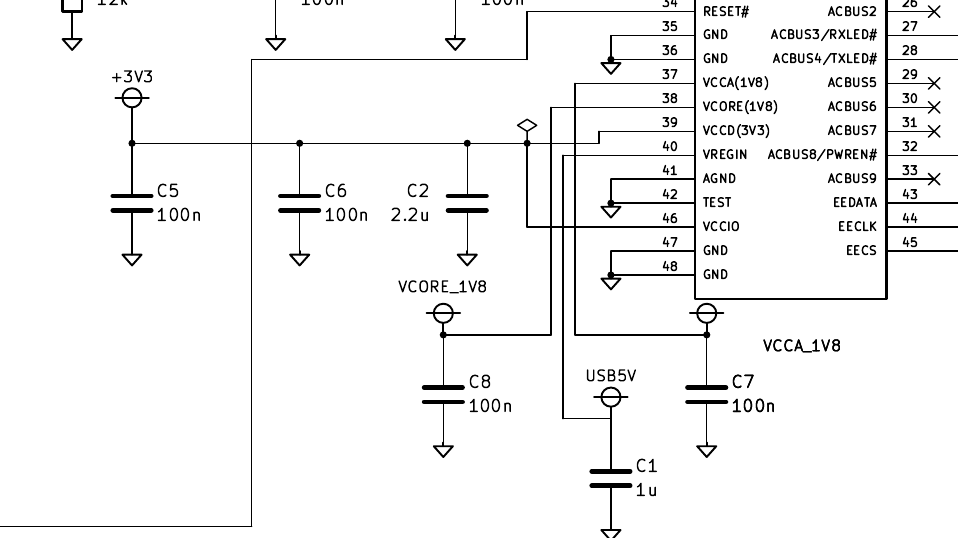 12k
100n
100n
34
RESET#
ACBUS2
26
35
GND
ACBUS3/RXLED#
27
36
GND
ACBUS4/TXLED#
28
37
VCCA(1V8)
ACBUS5
29
38
VCORE(1V8)
ACBUS6
30
39
VCCD(3V3)
ACBUS7
31
40
VREGIN
ACBUS8/PWREN#
32
41
AGND
ACBUS9
33
42
TEST
EEDATA
43
46
VCCIO
EECLK
44
47
GND
EECS
45
48
GND
+3V3
C5
100n
C6
100n
C2
2.2u
VCORE_1V8
VCCA_1V8
C8
100n
USB5V
C7
100n
C1
1u